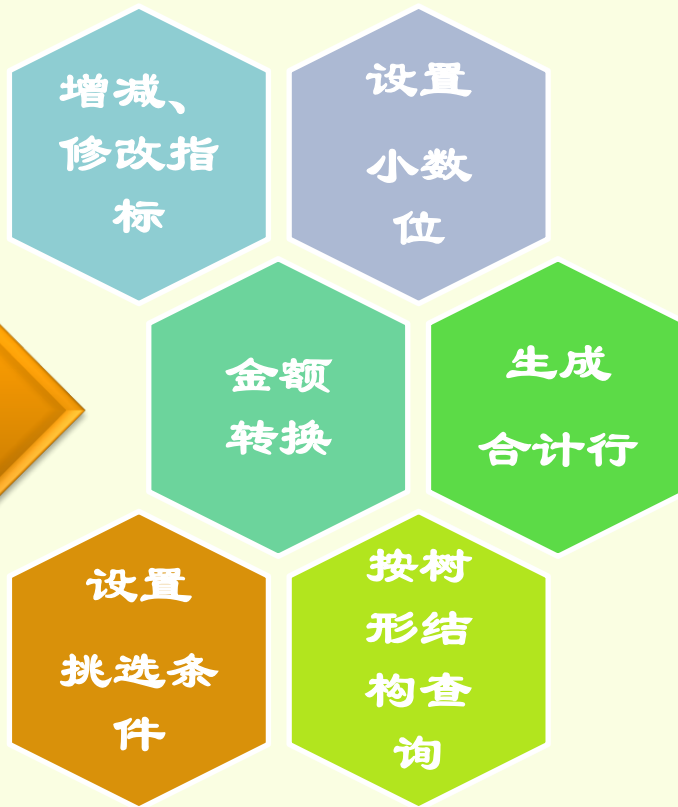 增减、
修改指
标
设置
小数
位
金额
转换
生成
合计行
设置
挑选条
件
按树
形结
构查
询